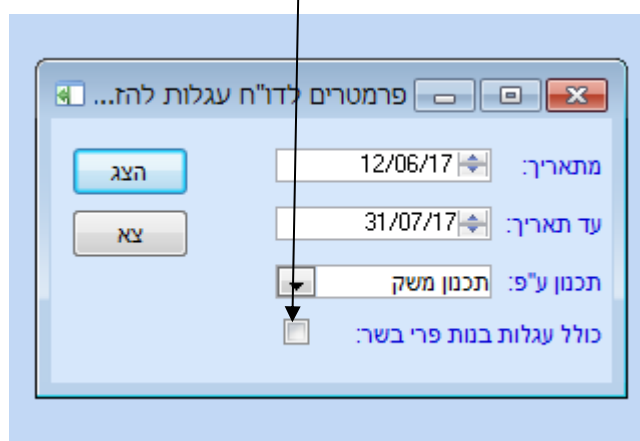 פרמטרים לדו"ח עגלות להז...
מתאריך: 12/06/17
הצג
עד תאריך: 31/07/17
צא
תכנון ע"פ: תכנון משק
כולל עגלות בנות פרי בשר: